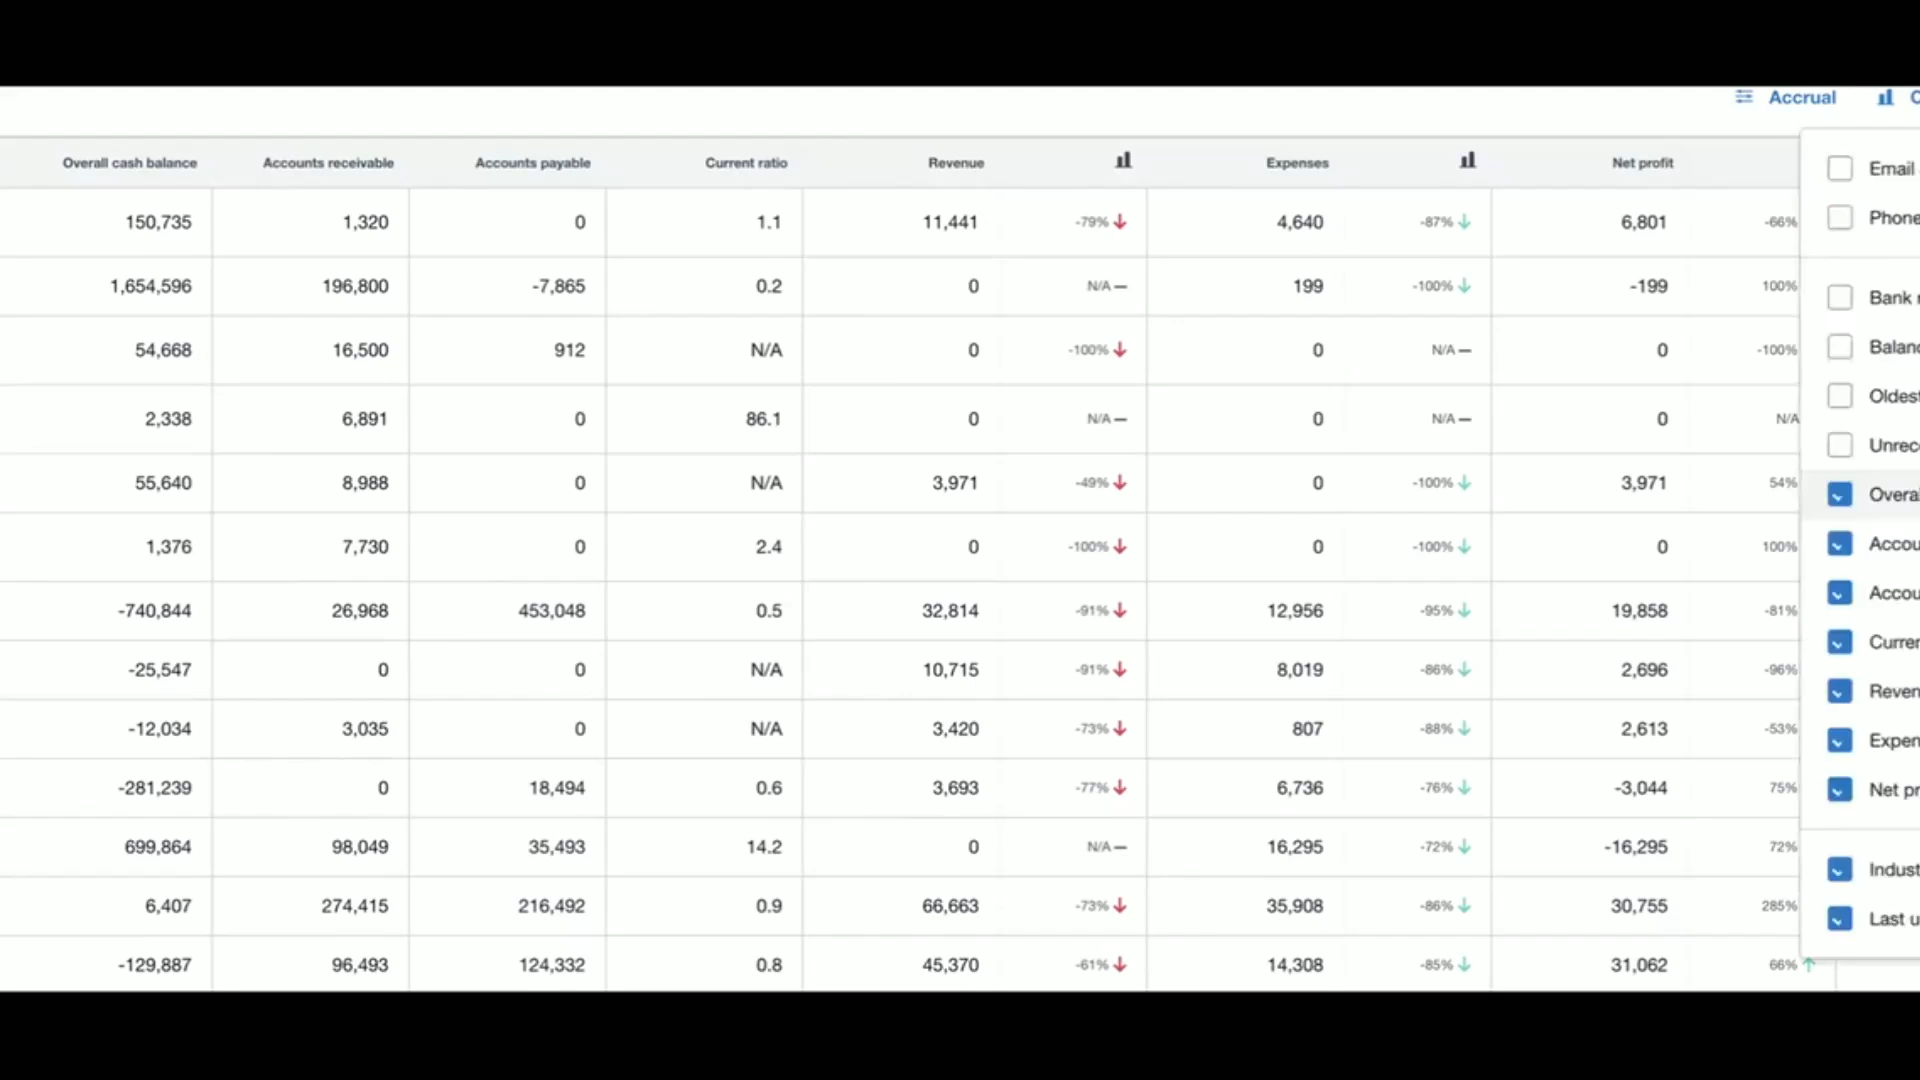 Accrual
Overall cash balance Accounts receivable Accounts payable Current ratio Revenue Expenses Net profit
150,735 1,320 0 1.1 11,441 -79% 4,640 -87% 6,801 -66%
1,654,596 196,800 -7,865 0.2 0 N/A — 199 -100% -199 100%
54,668 16,500 912 N/A 0 -100% 0 N/A — 0 -100%
2,338 6,891 0 86.1 0 N/A — 0 N/A — 0 N/A
55,640 8,988 0 N/A 3,971 -49% 0 -100% 3,971 54%
1,376 7,730 0 2.4 0 -100% 0 -100% 0 100%
-740,844 26,968 453,048 0.5 32,814 -91% 12,956 -95% 19,858 -81%
-25,547 0 0 N/A 10,715 -91% 8,019 -86% 2,696 -96%
-12,034 3,035 0 N/A 3,420 -73% 807 -88% 2,613 -53%
-281,239 0 18,494 0.6 3,693 -77% 6,736 -76% -3,044 75%
699,864 98,049 35,493 14.2 0 N/A — 16,295 -72% -16,295 72%
6,407 274,415 216,492 0.9 66,663 -73% 35,908 -86% 30,755 285%
-129,887 96,493 124,332 0.8 45,370 -61% 14,308 -85% 31,062 66%
Email
Phone
Bank
Balanc
Oldest
Unrec
Overal
Accou
Accou
Curren
Reven
Expen
Net pr
Indust
Last u